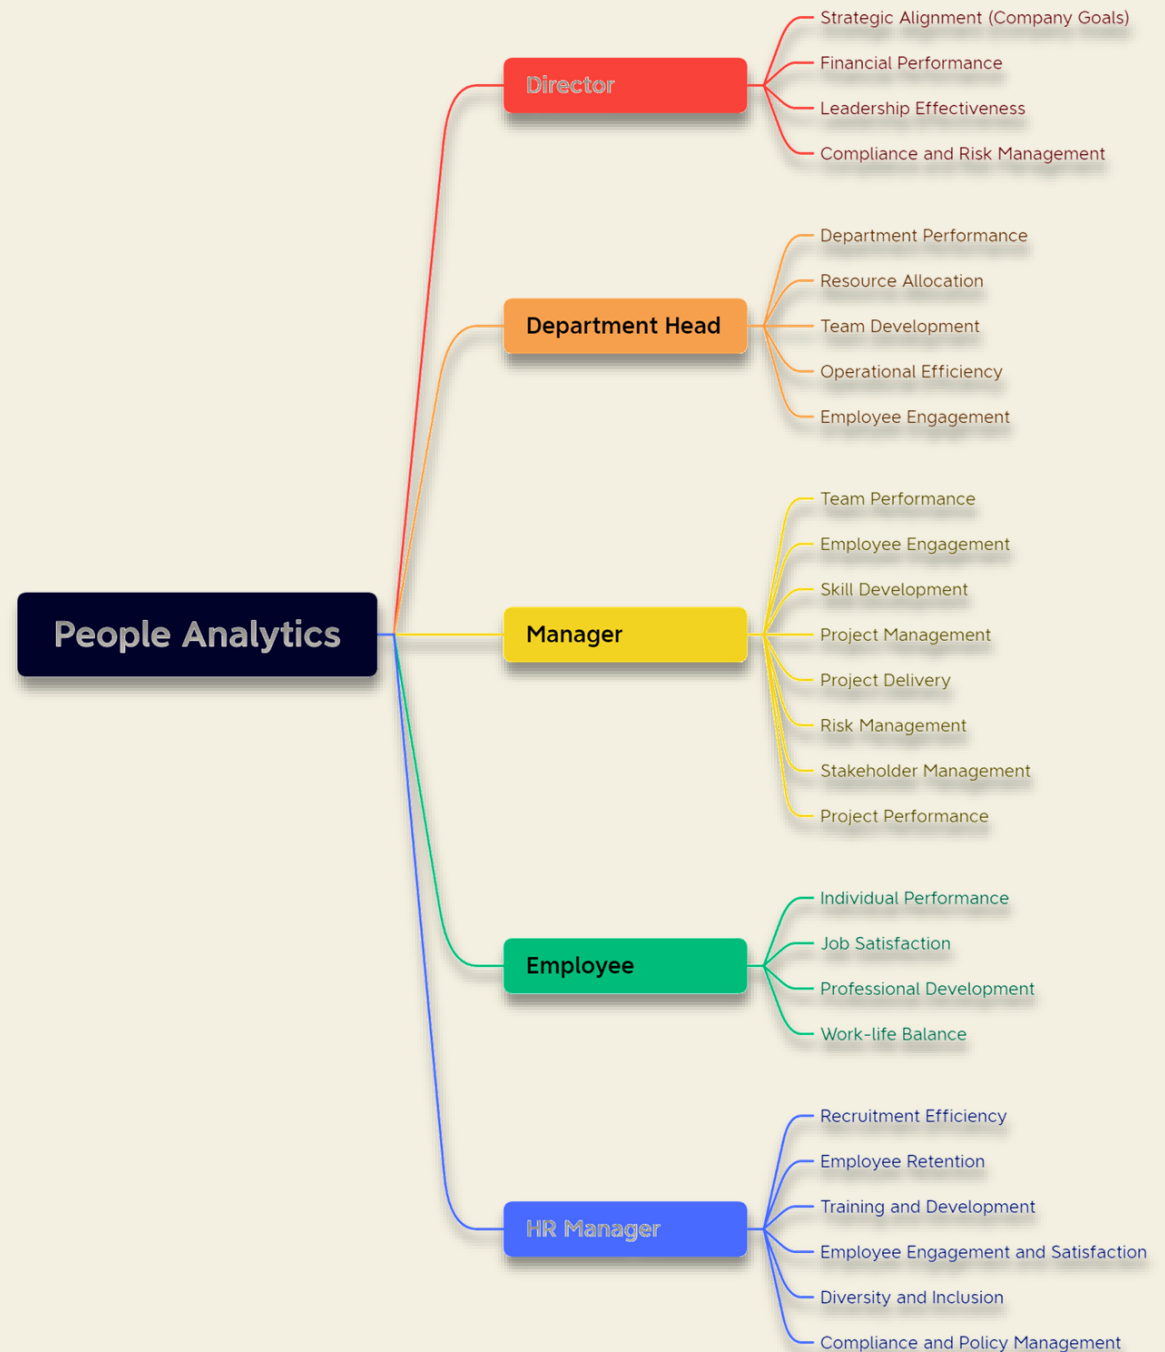 People Analytics
Director
Strategic Alignment (Company Goals)
Financial Performance
Leadership Effectiveness
Compliance and Risk Management
Department Head
Department Performance
Resource Allocation
Team Development
Operational Efficiency
Employee Engagement
Manager
Team Performance
Employee Engagement
Skill Development
Project Management
Project Delivery
Risk Management
Stakeholder Management
Project Performance
Employee
Individual Performance
Job Satisfaction
Professional Development
Work-life Balance
HR Manager
Recruitment Efficiency
Employee Retention
Training and Development
Employee Engagement and Satisfaction
Diversity and Inclusion
Compliance and Policy Management